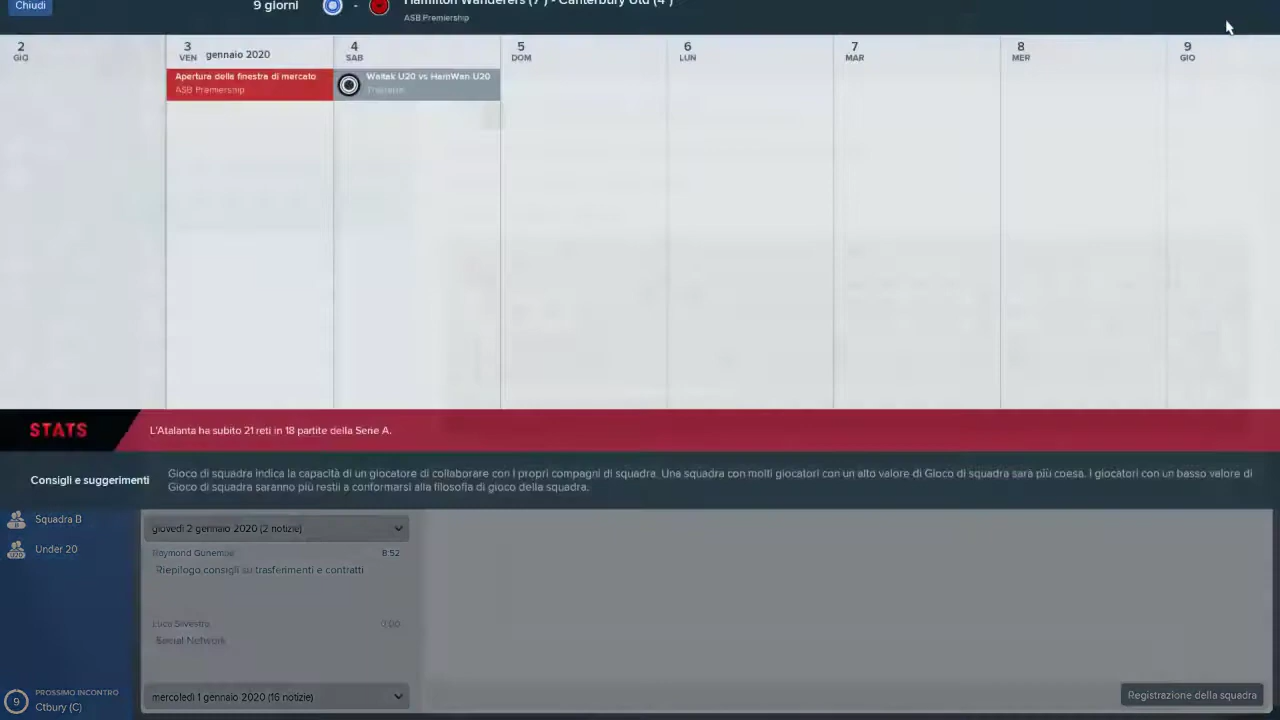 Chiudi
9 giorni
Hamilton Wanderers (7°) - Canterbury Utd (4°)
ASB Premiership
2
GIO
3
VEN
gennaio 2020
4
SAB
5
DOM
6
LUN
7
MAR
8
MER
9
GIO
Apertura della finestra di mercato
ASB Premiership
Waitak U20 vs HamWan U20
STATS
L'Atalanta ha subito 21 reti in 18 partite della Serie A.
Consigli e suggerimenti
Gioco di squadra indica la capacità di un giocatore di collaborare con i propri compagni di squadra. Una squadra con molti giocatori con un alto valore di Gioco di squadra sarà più coesa. I giocatori con un basso valore di
Gioco di squadra saranno più restii a conformarsi alla filosofia di gioco della squadra.
Squadra B
Under 20
giovedì 2 gennaio 2020 (2 notizie)
Raymond
8:52
Riepilogo consigli su trasferimenti e contratti
Luca Silvestro
0:00
Social Network
mercoledì 1 gennaio 2020 (16 notizie)
9
PROSSIMO INCONTRO
Ctbury (C)
Registrazione della squadra